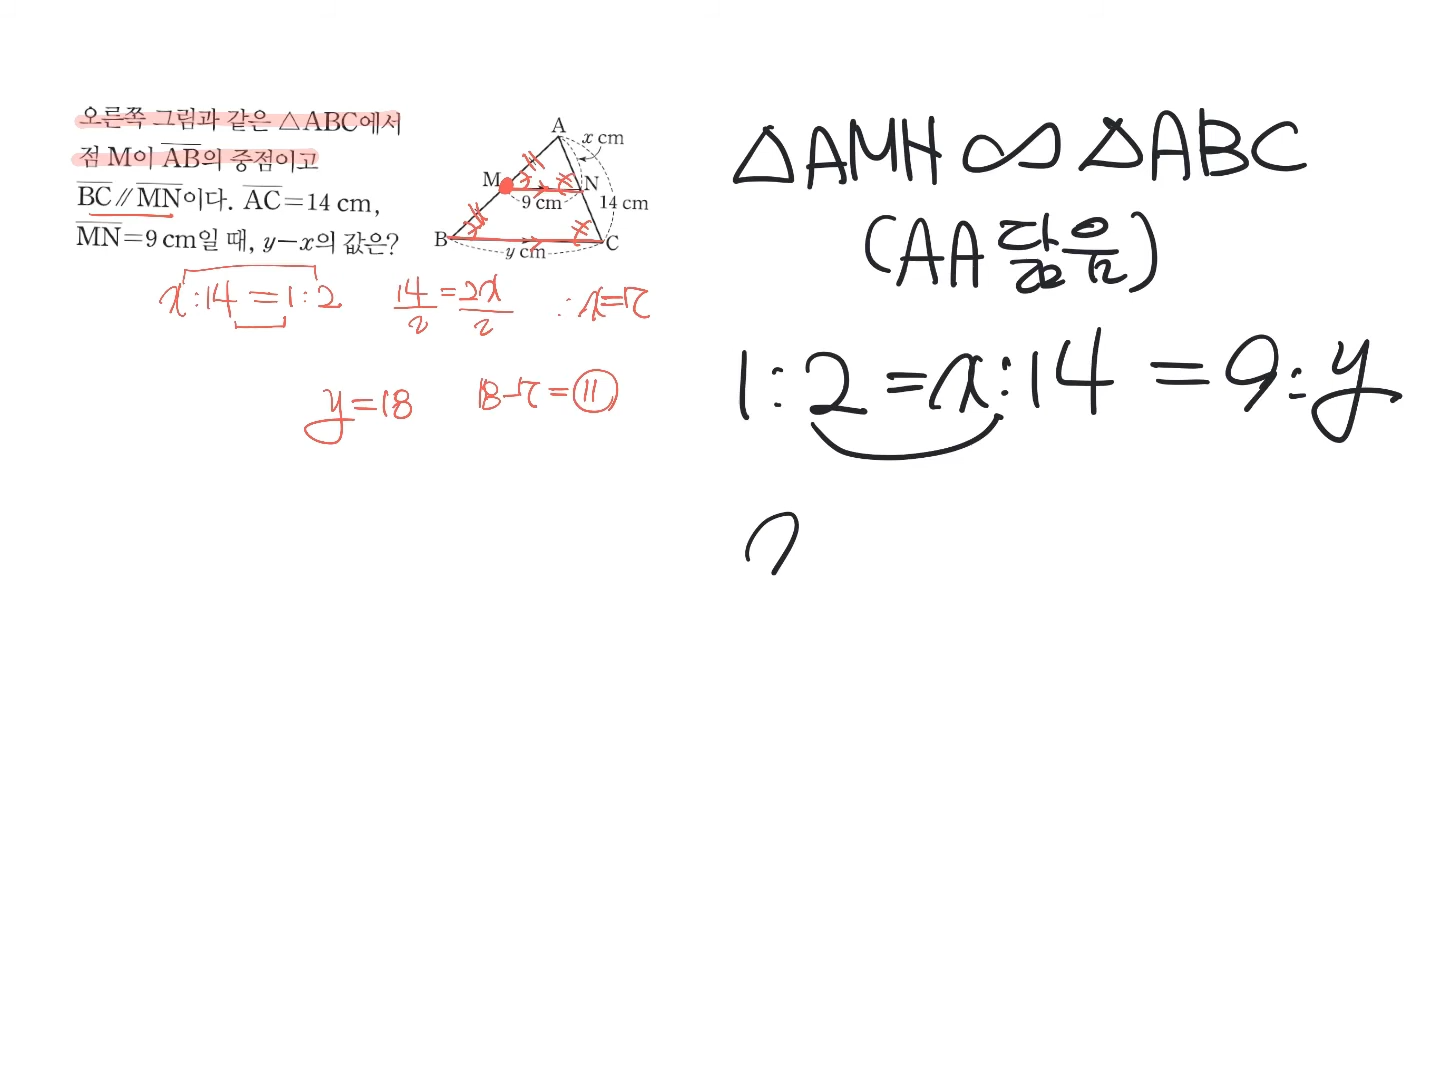 오른쪽 그림과 같은 △ABC에서
점 M이 AB의 중점이고
BC∥MN이다. AC=14 cm,
MN=9 cm일 때, y-x의 값은?
A
x cm
M
N
9 cm
14 cm
B
C
y cm
x:14=1:2
14/2=2x/2
∴x=7
y=18
18-7=11
△AMH∽△ABC
(AA 닮음)
1:2=x:14=9:y